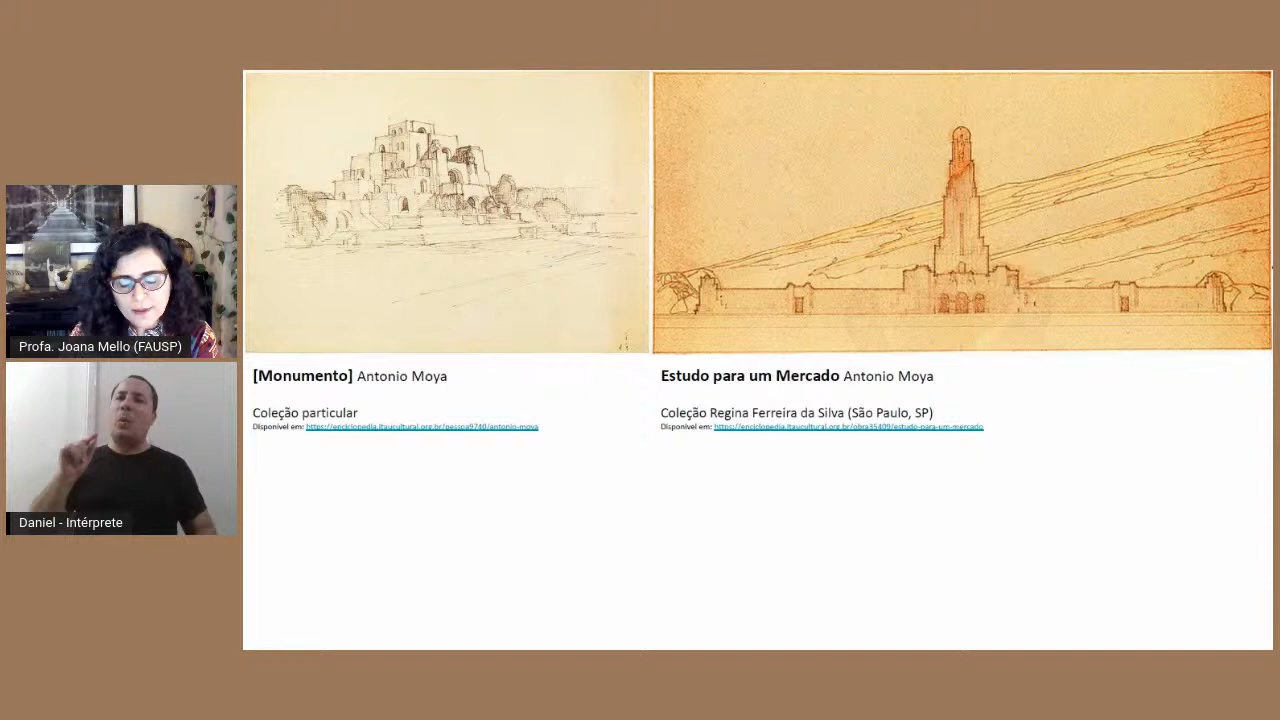 Profa. Joana Mello (FAUSP)
Daniel - Intérprete
[Monumento] Antonio Moya
Coleção particular
Disponível em: https://enciclopedia.itaucultural.org.br/pessoa9740/antonio-moya
Estudo para um Mercado Antonio Moya
Coleção Regina Ferreira da Silva (São Paulo, SP)
Disponível em: https://enciclopedia.itaucultural.org.br/obra35409/estudo-para-um-mercado